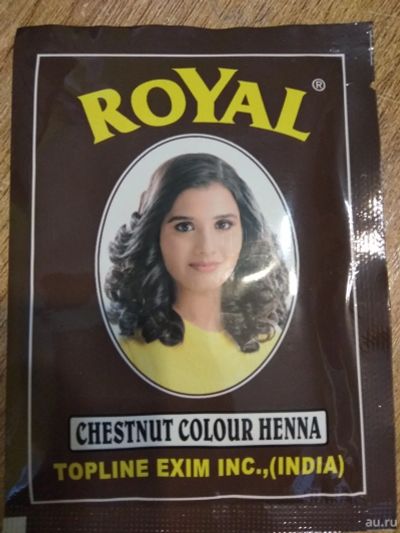 ROYAL®
CHESTNUT COLOUR HENNA
TOPLINE EXIM INC.,(INDIA)
au.ru